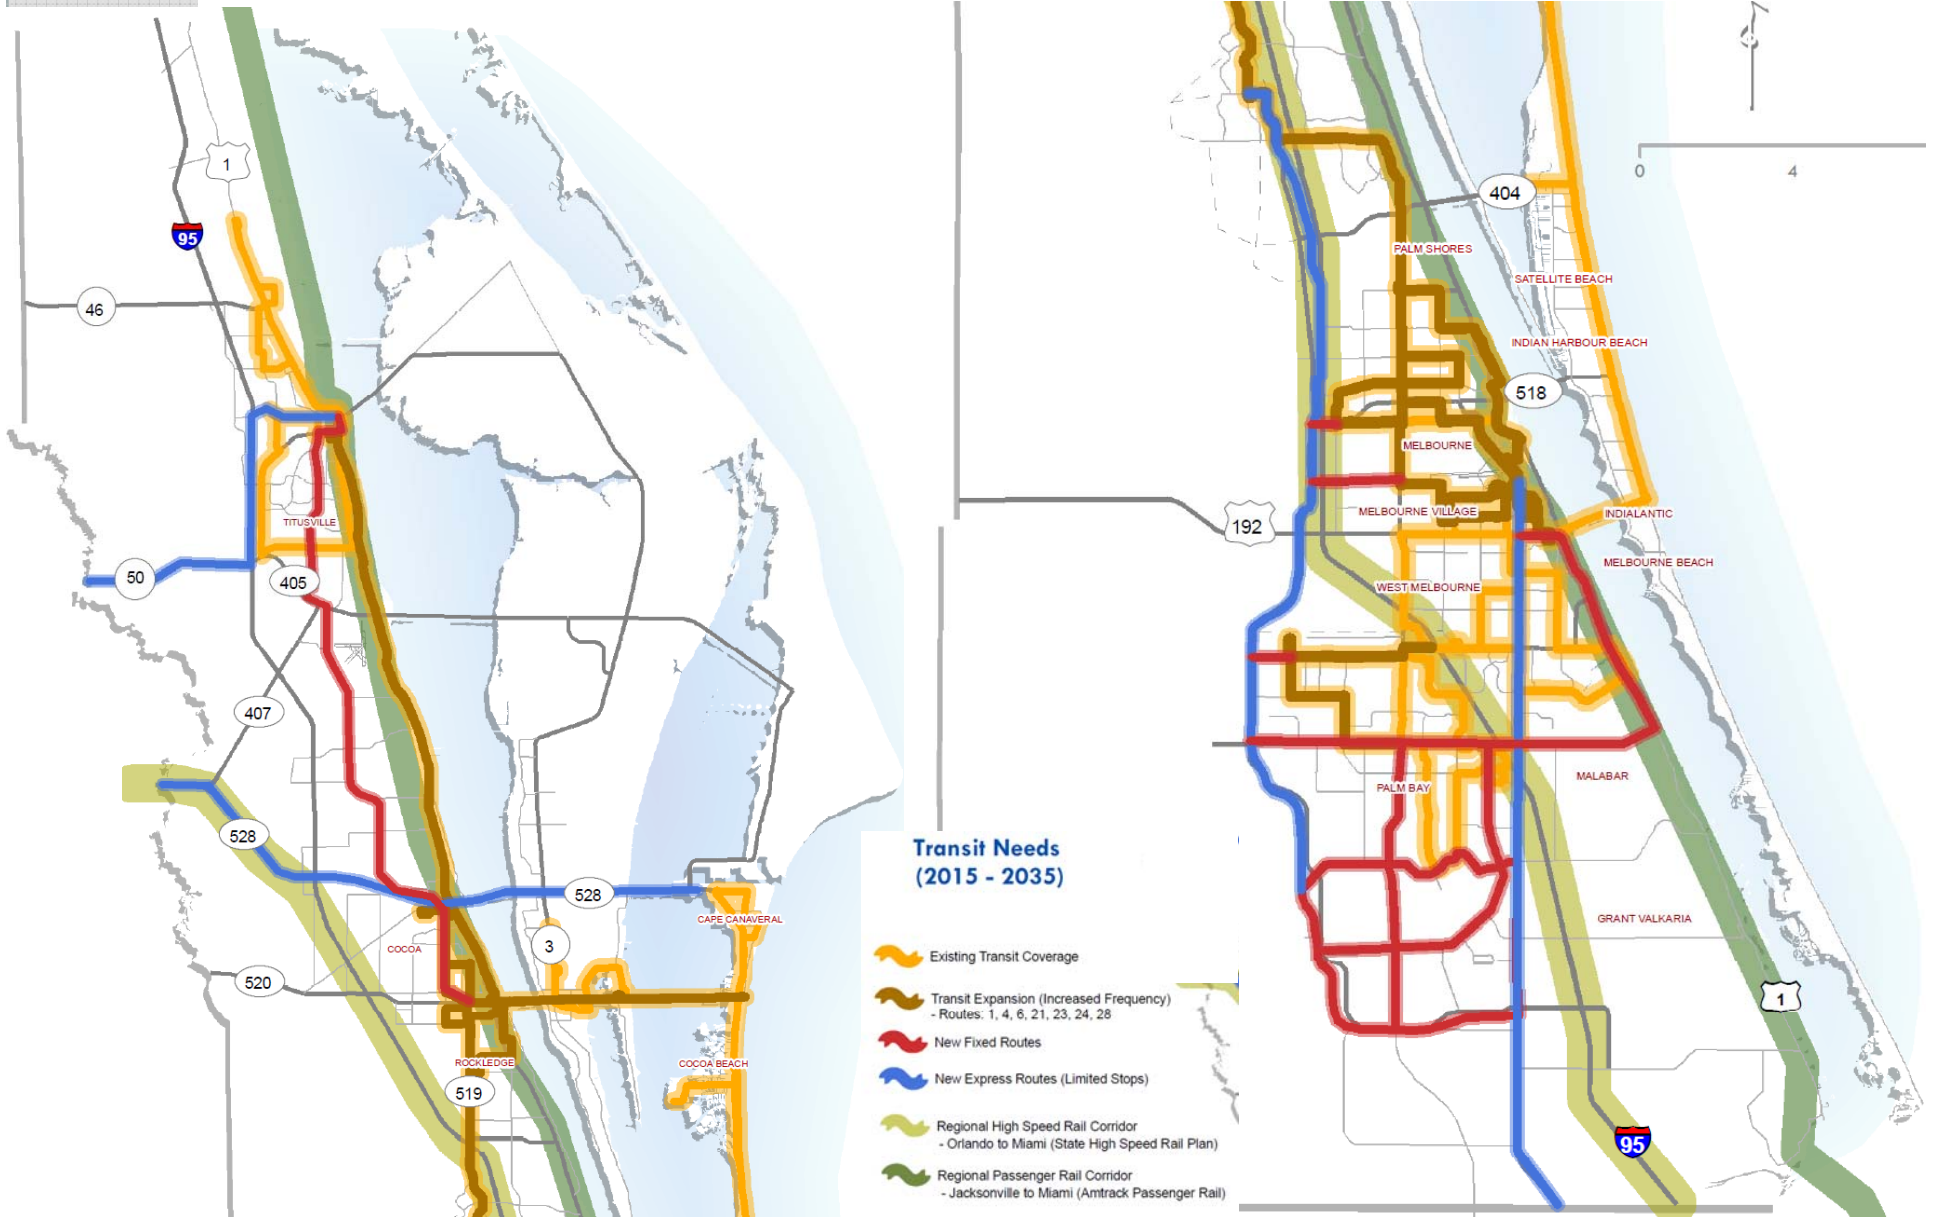 1
95
46
TITUSVILLE
50
405
407
528
528
CAPE CANAVERAL
3
COCOA
520
ROCKLEDGE
COCOA BEACH
519
Transit Needs
(2015 - 2035)
Existing Transit Coverage
Transit Expansion (Increased Frequency)
- Routes: 1, 4, 6, 21, 23, 24, 28
New Fixed Routes
New Express Routes (Limited Stops)
Regional High Speed Rail Corridor
- Orlando to Miami (State High Speed Rail Plan)
Regional Passenger Rail Corridor
- Jacksonville to Miami (Amtrack Passenger Rail)
0 4
404
PALM SHORES
SATELLITE BEACH
INDIAN HARBOUR BEACH
518
MELBOURNE
MELBOURNE VILLAGE
INDIALANTIC
192
MELBOURNE BEACH
WEST MELBOURNE
MALABAR
PALM BAY
GRANT VALKARIA
1
95